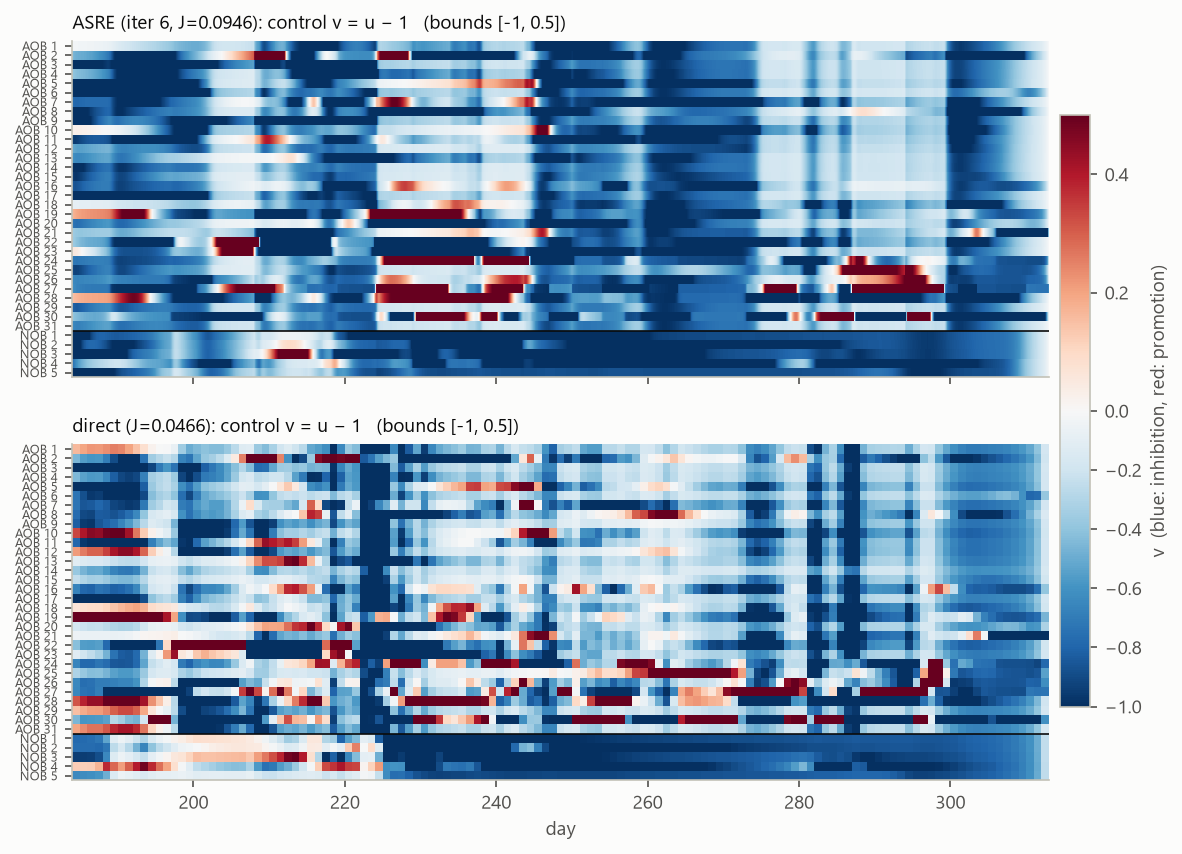 ASRE (iter 6, J=0.0946): control v = u − 1   (bounds [-1, 0.5])
AOB 1
AOB 2
AOB 3
AOB 4
AOB 5
AOB 6
AOB 7
AOB 8
AOB 9
AOB 10
AOB 11
AOB 12
AOB 13
AOB 14
AOB 15
AOB 16
AOB 17
AOB 18
AOB 19
AOB 20
AOB 21
AOB 22
AOB 23
AOB 24
AOB 25
AOB 26
AOB 27
AOB 28
AOB 29
AOB 30
AOB 31
NOB 1
NOB 2
NOB 3
NOB 4
NOB 5
direct (J=0.0466): control v = u − 1   (bounds [-1, 0.5])
AOB 1
AOB 2
AOB 3
AOB 4
AOB 5
AOB 6
AOB 7
AOB 8
AOB 9
AOB 10
AOB 11
AOB 12
AOB 13
AOB 14
AOB 15
AOB 16
AOB 17
AOB 18
AOB 19
AOB 20
AOB 21
AOB 22
AOB 23
AOB 24
AOB 25
AOB 26
AOB 27
AOB 28
AOB 29
AOB 30
AOB 31
NOB 1
NOB 2
NOB 3
NOB 4
NOB 5
200
220
240
260
280
300
day
0.4
0.2
0.0
−0.2
−0.4
−0.6
−0.8
−1.0
v (blue: inhibition, red: promotion)